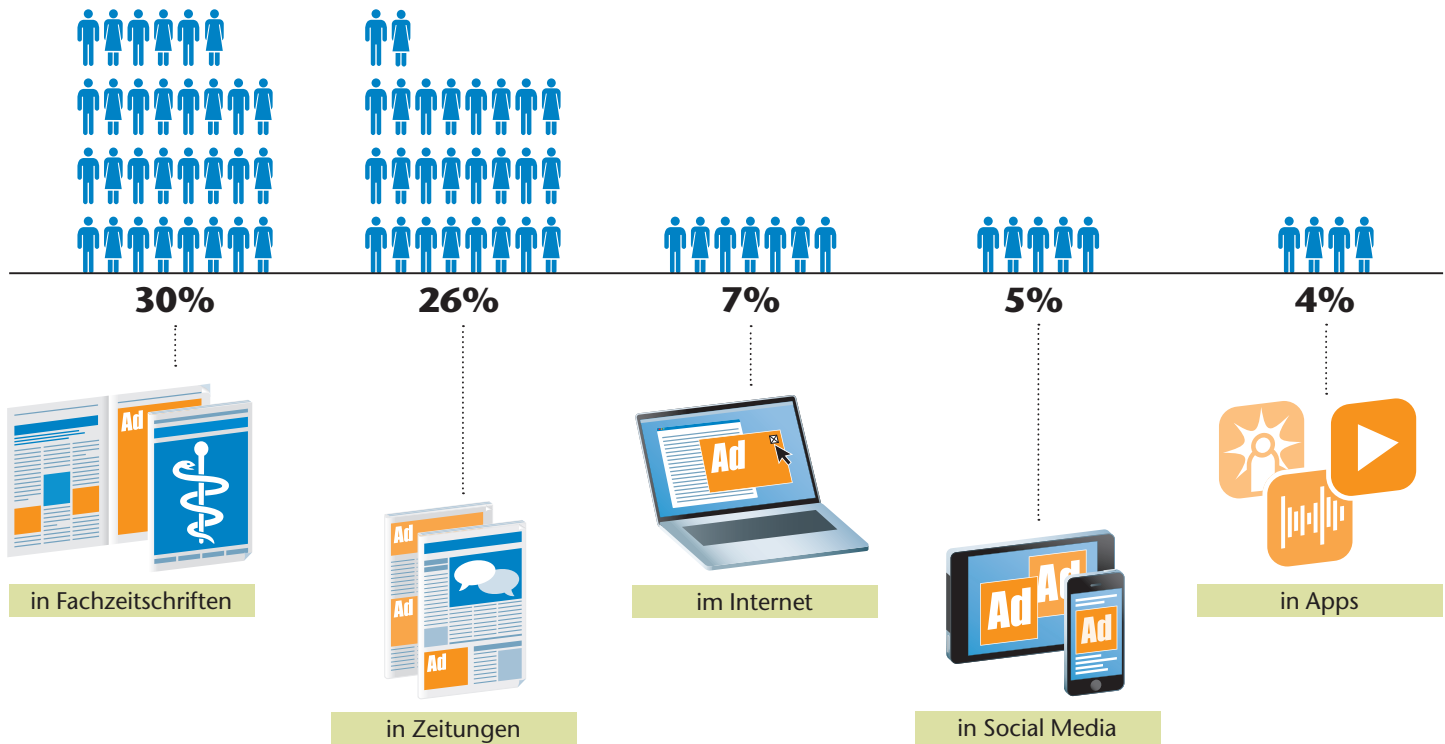 30%
26%
7%
5%
4%
Ad
Ad
Ad
Ad
Ad
Ad
Ad
Ad
in Fachzeitschriften
im Internet
in Apps
in Zeitungen
in Social Media